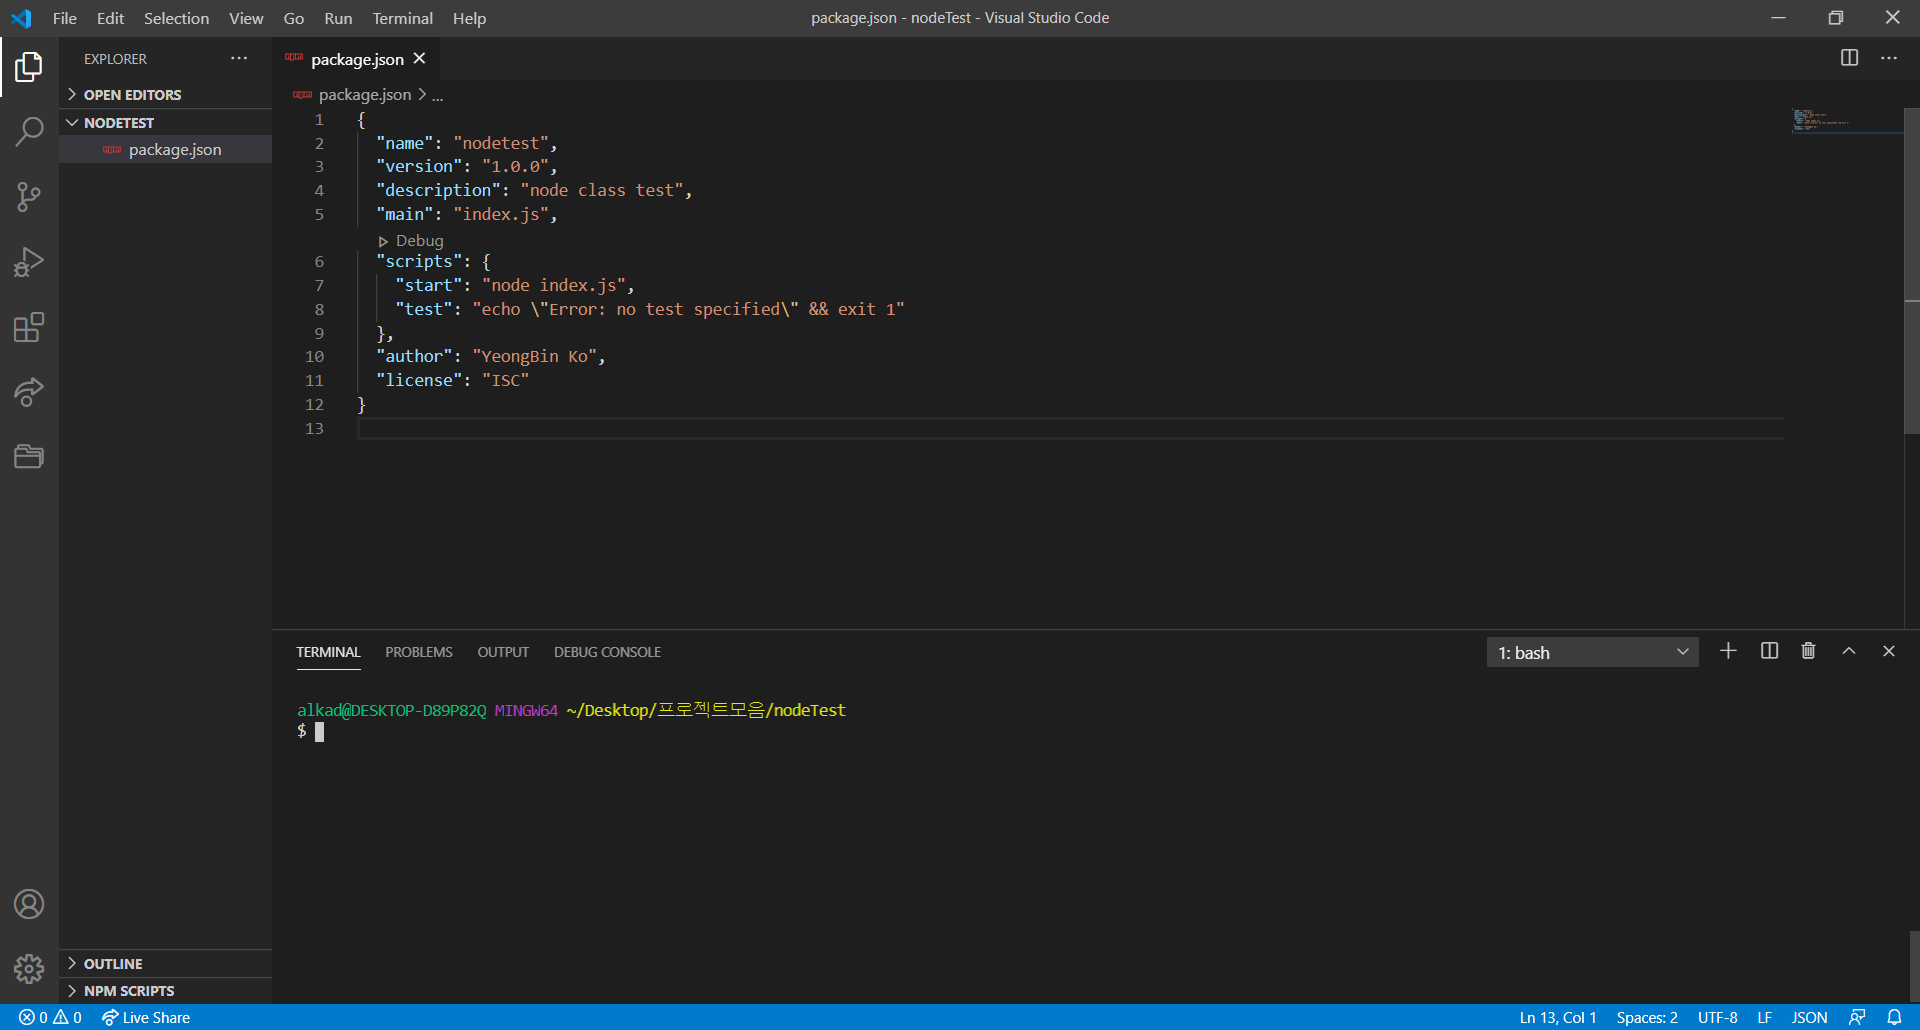 File Edit Selection View Go Run Terminal Help
package.json - nodeTest - Visual Studio Code
EXPLORER
OPEN EDITORS
NODETEST
package.json
package.json
package.json > ...
1 {
2 "name": "nodetest",
3 "version": "1.0.0",
4 "description": "node class test",
5 "main": "index.js",
Debug
6 "scripts": {
7 "start": "node index.js",
8 "test": "echo \"Error: no test specified\" && exit 1"
9 },
10 "author": "YeongBin Ko",
11 "license": "ISC"
12 }
13
TERMINAL PROBLEMS OUTPUT DEBUG CONSOLE
1: bash
alkad@DESKTOP-D89P82Q MINGW64 ~/Desktop/프로젝트모음/nodeTest
$
OUTLINE
NPM SCRIPTS
0 0 Live Share
Ln 13, Col 1 Spaces: 2 UTF-8 LF JSON